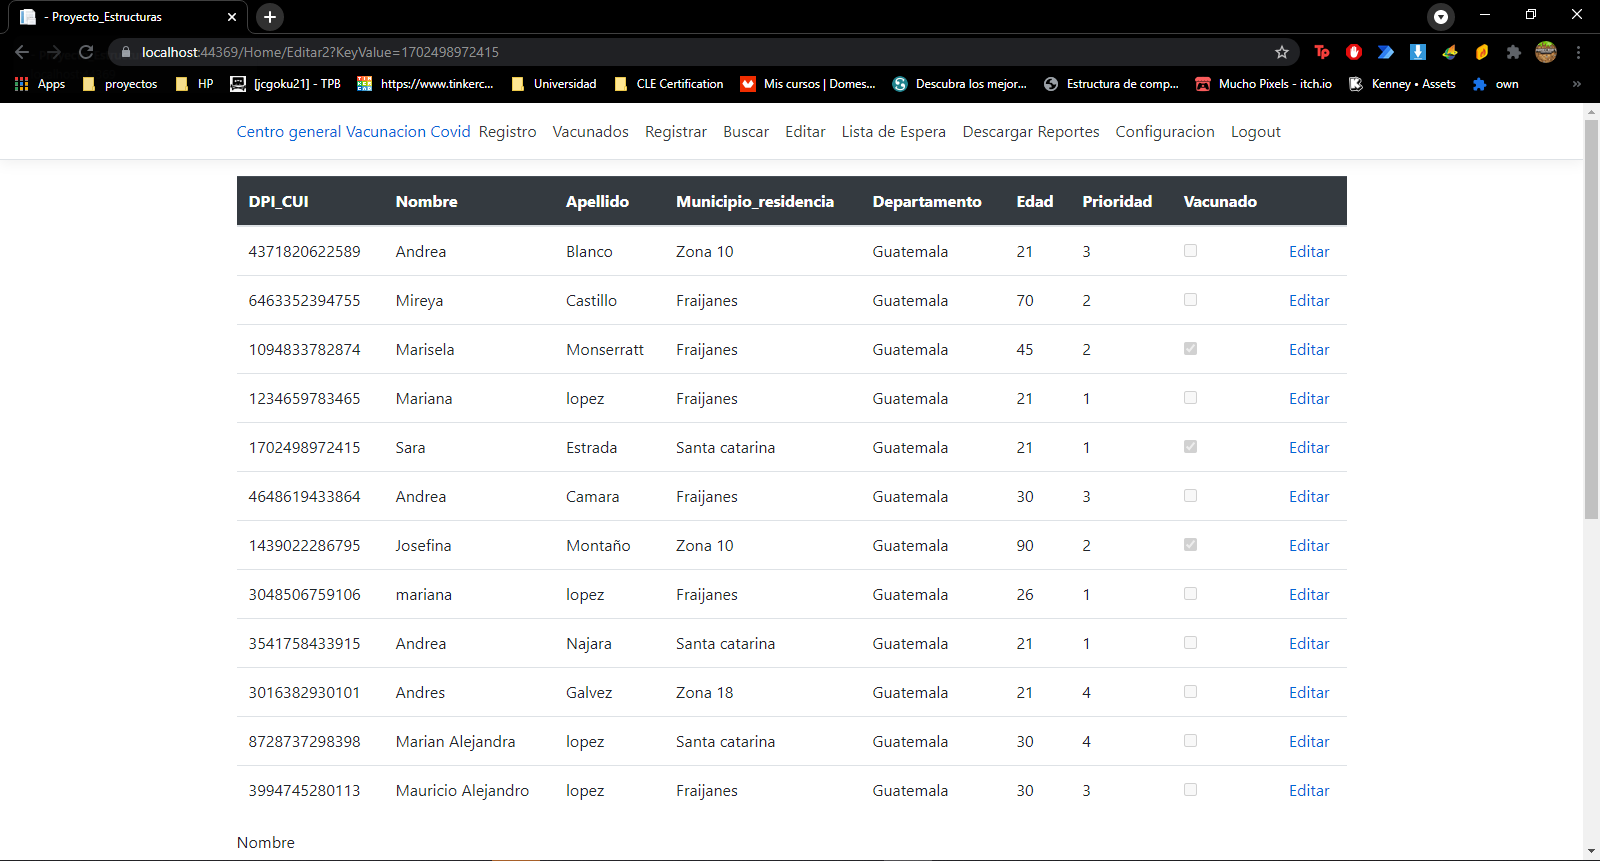 - Proyecto_Estructuras
localhost:44369/Home/Editar2?KeyValue=1702498972415
Tp
Apps proyectos HP [jcgoku21] - TPB https://www.tinkerc... Universidad CLE Certification Mis cursos | Domes... Descubra los mejor... Estructura de comp... Mucho Pixels - itch.io Kenney • Assets own »
Centro general Vacunacion Covid Registro Vacunados Registrar Buscar Editar Lista de Espera Descargar Reportes Configuracion Logout
DPI_CUI Nombre Apellido Municipio_residencia Departamento Edad Prioridad Vacunado
4371820622589 Andrea Blanco Zona 10 Guatemala 21 3 Editar
6463352394755 Mireya Castillo Fraijanes Guatemala 70 2 Editar
1094833782874 Marisela Monserratt Fraijanes Guatemala 45 2 Editar
1234659783465 Mariana lopez Fraijanes Guatemala 21 1 Editar
1702498972415 Sara Estrada Santa catarina Guatemala 21 1 Editar
4648619433864 Andrea Camara Fraijanes Guatemala 30 3 Editar
1439022286795 Josefina Montaño Zona 10 Guatemala 90 2 Editar
3048506759106 mariana lopez Fraijanes Guatemala 26 1 Editar
3541758433915 Andrea Najara Santa catarina Guatemala 21 1 Editar
3016382930101 Andres Galvez Zona 18 Guatemala 21 4 Editar
8728737298398 Marian Alejandra lopez Santa catarina Guatemala 30 4 Editar
3994745280113 Mauricio Alejandro lopez Fraijanes Guatemala 30 3 Editar
Nombre